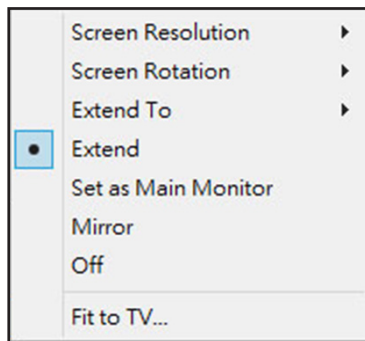 Screen Resolution
Screen Rotation
Extend To
Extend
Set as Main Monitor
Mirror
Off
Fit to TV...